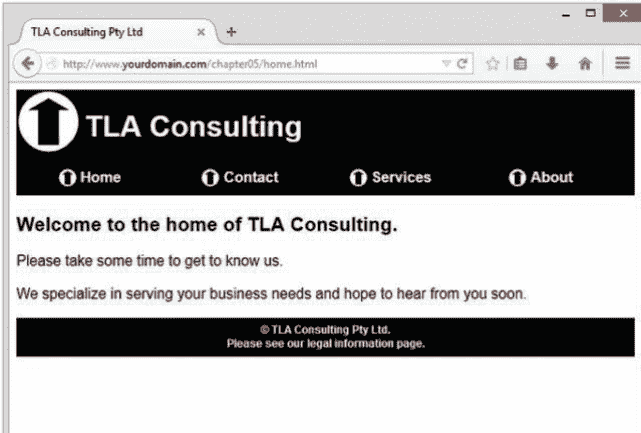 TLA Consulting Pty Ltd
http://www.yourdomain.com/chapter05/home.html
TLA Consulting
Home Contact Services About
Welcome to the home of TLA Consulting.
Please take some time to get to know us.
We specialize in serving your business needs and hope to hear from you soon.
© TLA Consulting Pty Ltd.
Please see our legal information page.